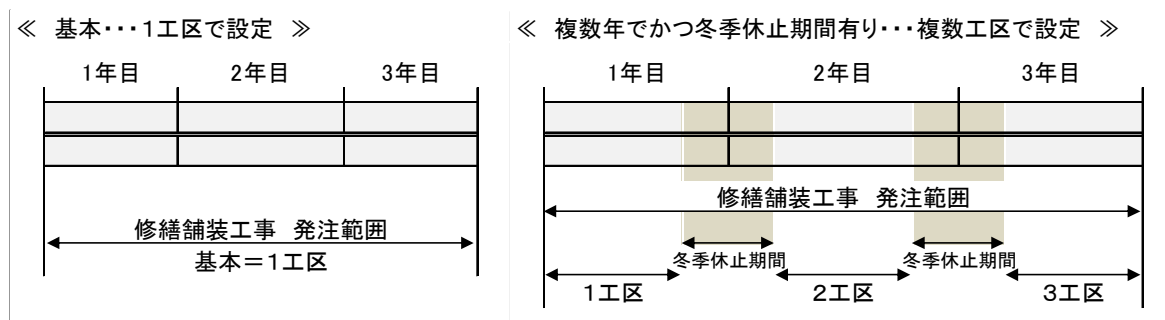 ≪ 基本・・・1工区で設定 ≫
1年目 2年目 3年目
修繕舗装工事 発注範囲
基本＝1工区
≪ 複数年でかつ冬季休止期間有り・・・複数工区で設定 ≫
1年目 2年目 3年目
修繕舗装工事 発注範囲
冬季休止期間 冬季休止期間
1工区 2工区 3工区